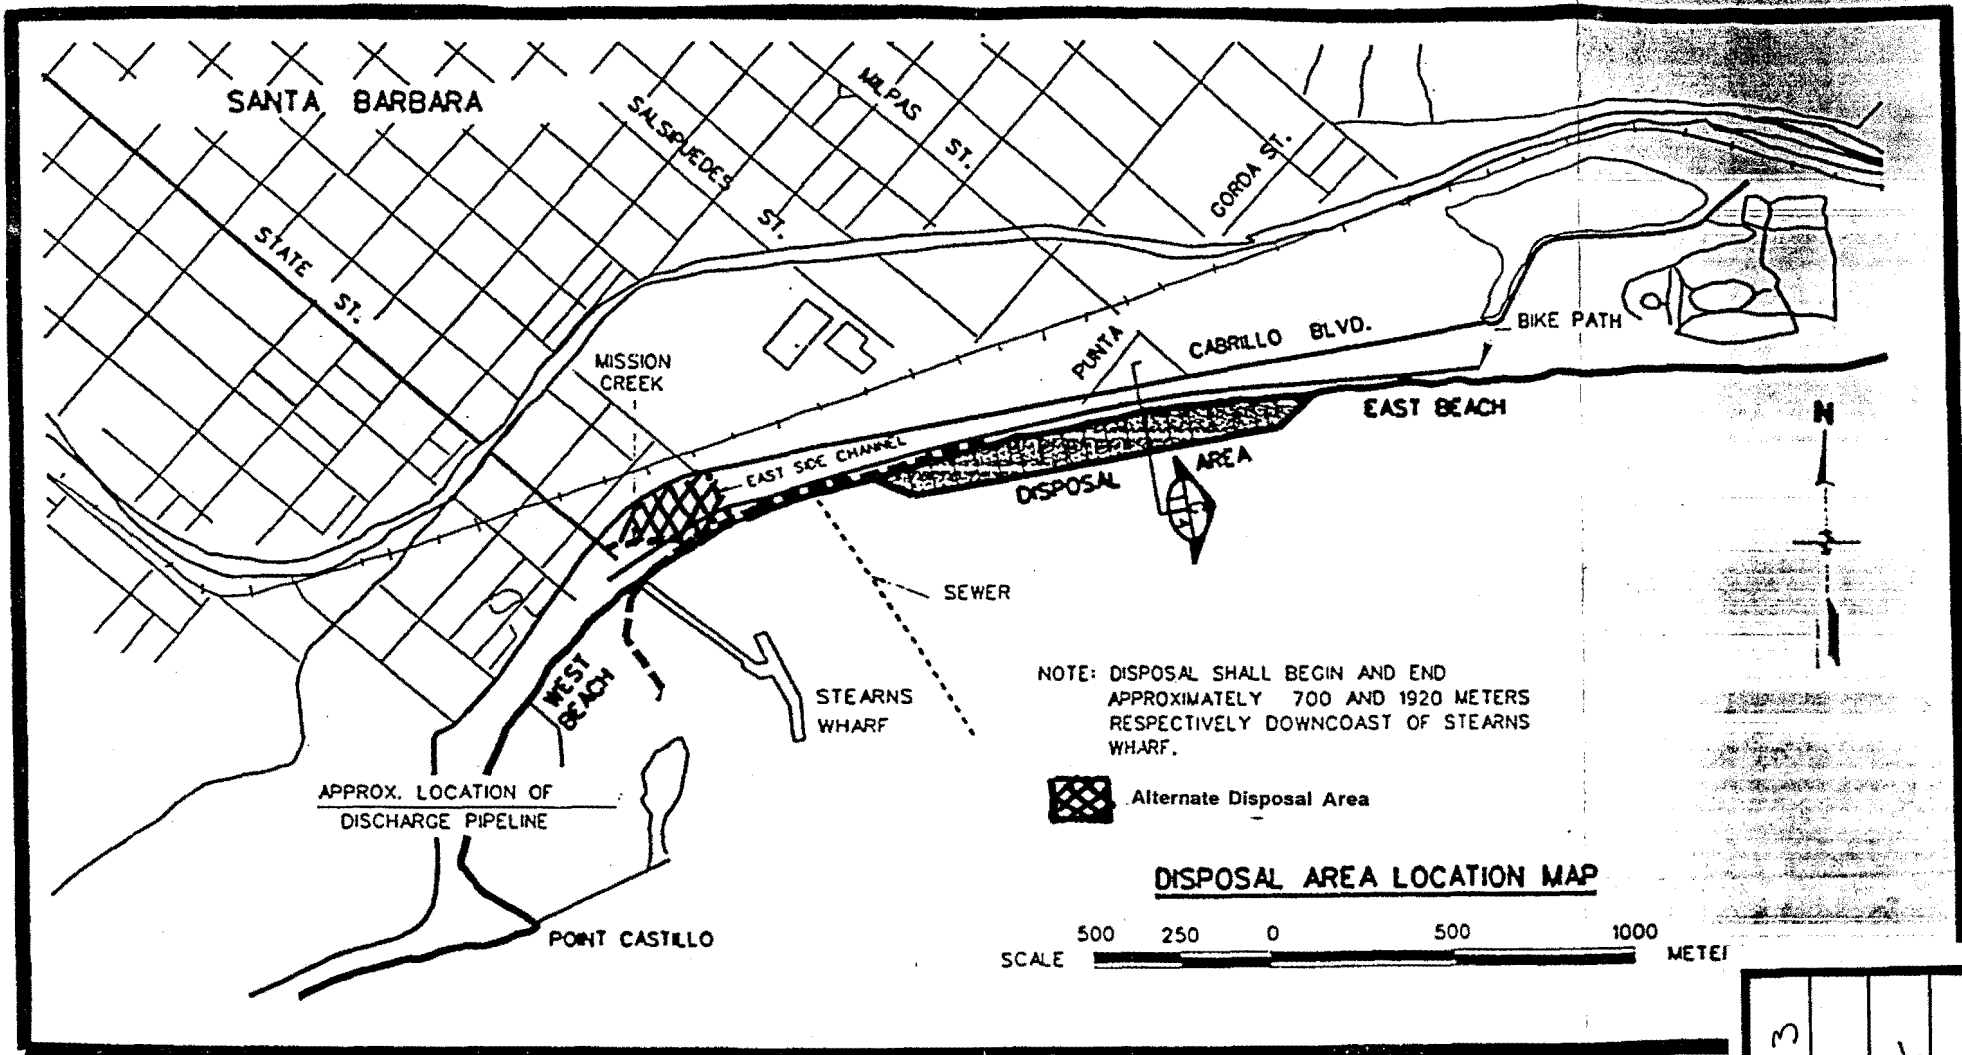 SANTA BARBARA
SALSIPUEDES ST.
MILPAS ST.
GORDA ST.
STATE ST.
MISSION
CREEK
PUNTA
CABRILLO BLVD.
BIKE PATH
EAST BEACH
EAST SIDE CHANNEL
DISPOSAL AREA
N
SEWER
WEST
BEACH
STEARNS
WHARF
NOTE: DISPOSAL SHALL BEGIN AND END
APPROXIMATELY 700 AND 1920 METERS
RESPECTIVELY DOWNCOAST OF STEARNS
WHARF.
APPROX. LOCATION OF
DISCHARGE PIPELINE
Alternate Disposal Area
DISPOSAL AREA LOCATION MAP
POINT CASTILLO
500 250 0 500 1000
SCALE METE
3